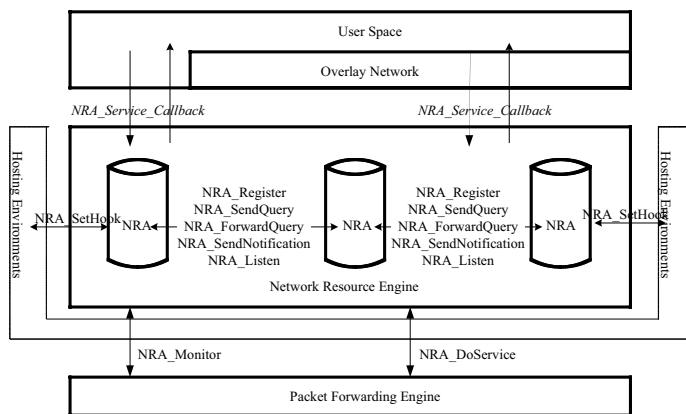 User Space
Overlay Network
NRA_Service_Callback
NRA_Service_Callback
Hosting Environments
NRA_SetHook
NRA
NRA_Register
NRA_SendQuery
NRA_ForwardQuery
NRA_SendNotification
NRA_Listen
NRA
NRA_Register
NRA_SendQuery
NRA_ForwardQuery
NRA_SendNotification
NRA_Listen
NRA
NRA_SetHook
Hosting Environments
Network Resource Engine
NRA_Monitor
NRA_DoService
Packet Forwarding Engine